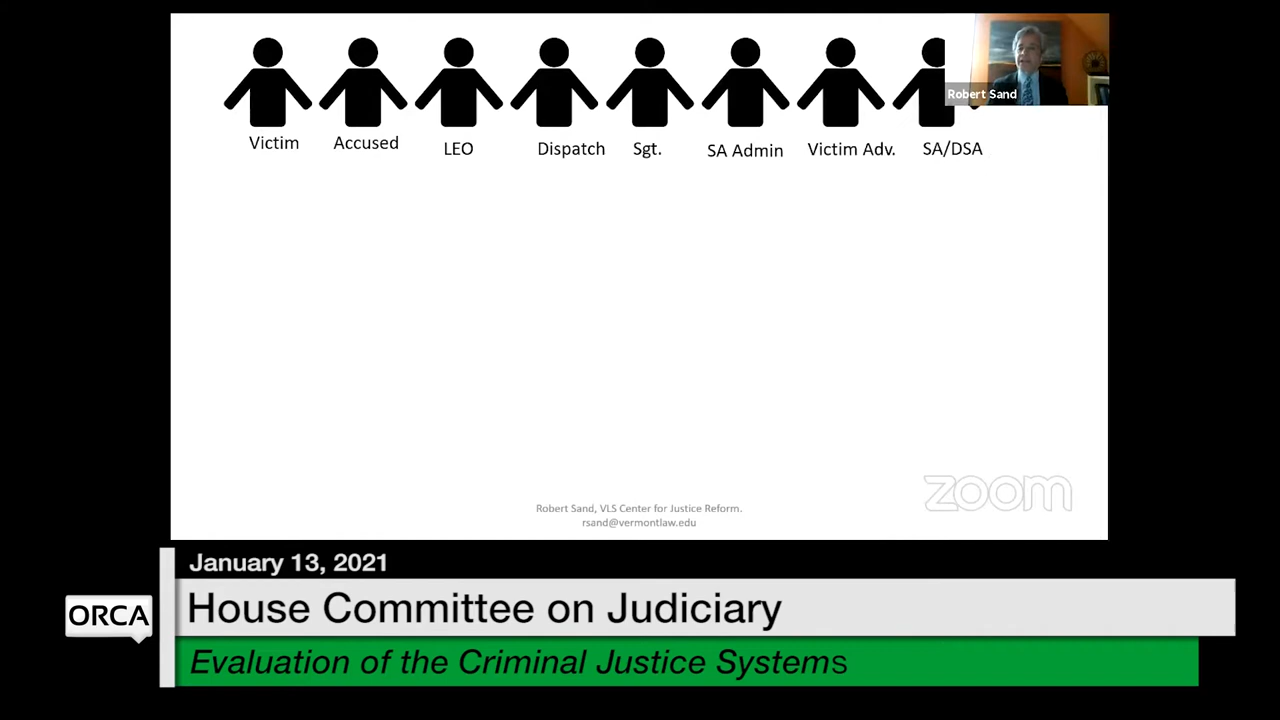 Robert Sand
Victim Accused LEO Dispatch Sgt. SA Admin Victim Adv. SA/DSA
Robert Sand, VLS Center for Justice Reform.
rsand@vermontlaw.edu
zoom
January 13, 2021
ORCA
House Committee on Judiciary
Evaluation of the Criminal Justice Systems